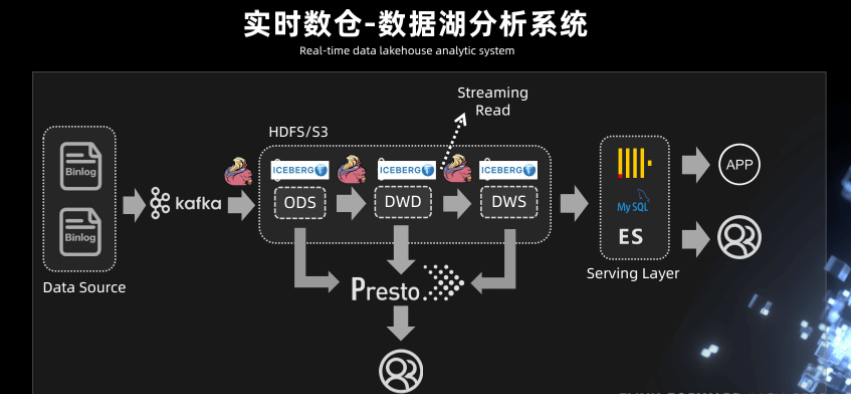 实时数仓-数据湖分析系统
Real-time data lakehouse analytic system
Streaming
Read
HDFS/S3
Binlog
Binlog
Data Source
kafka
ICEBERG
ICEBERG
ICEBERG
ODS
DWD
DWS
Presto
MySQL
ES
Serving Layer
APP